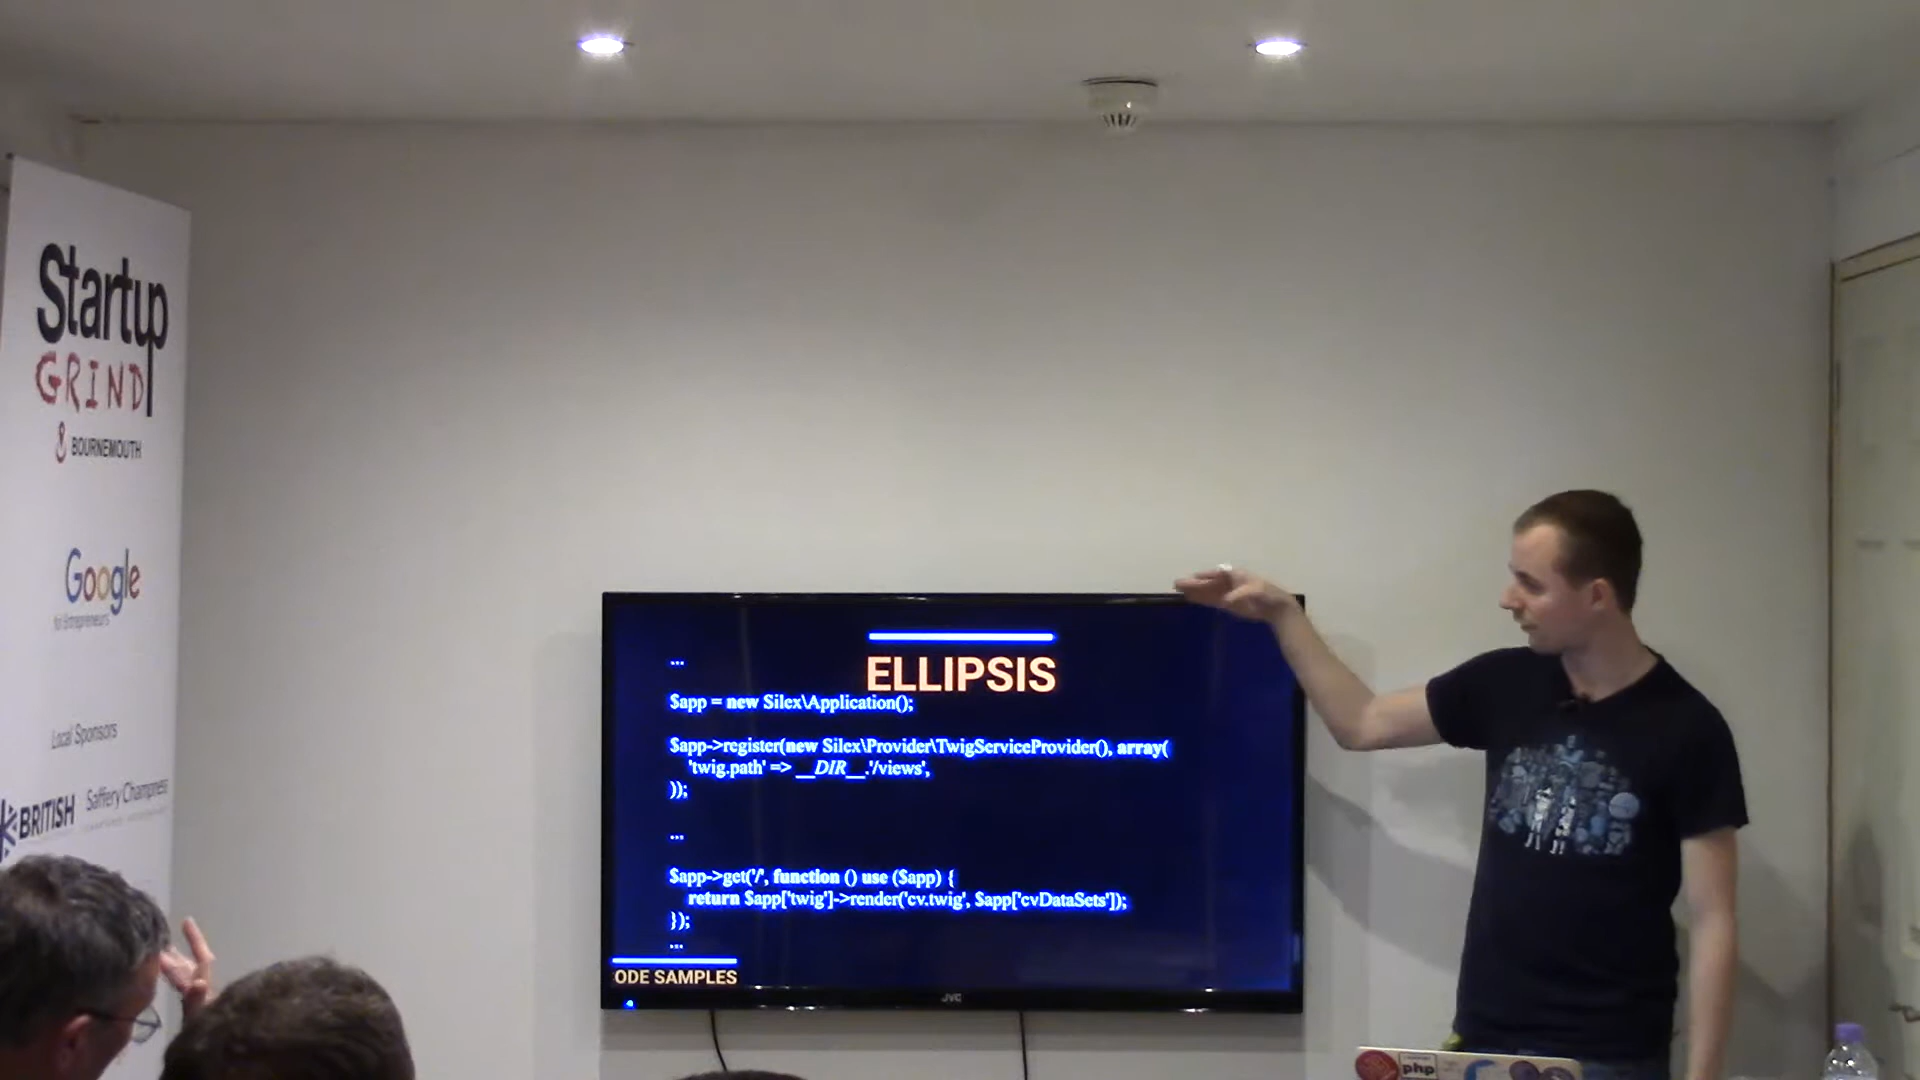 Startup
GRIND
BOURNEMOUTH
Google
for Entrepreneurs
Local Sponsors
BRITISH
Saffery Champness
ELLIPSIS
...
$app = new Silex\Application();
$app->register(new Silex\Provider\TwigServiceProvider(), array(
'twig.path' => __DIR__.'/views',
));
...
$app->get('/', function () use ($app) {
return $app['twig']->render('cv.twig', $app['cvDataSets']);
});
...
ODE SAMPLES
JVC
php